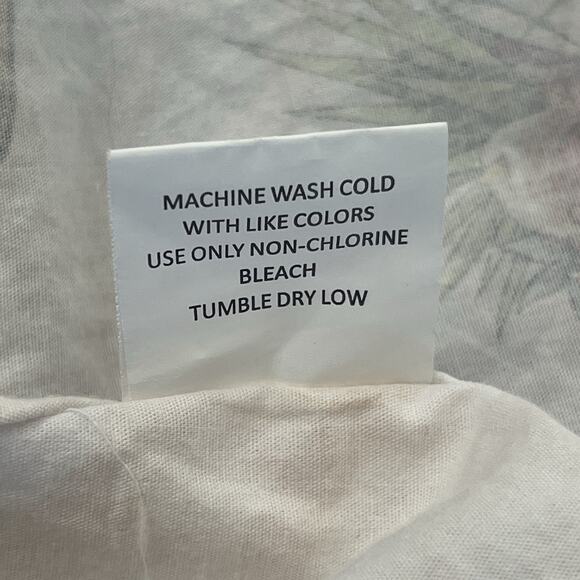 MACHINE WASH COLD
WITH LIKE COLORS
USE ONLY NON-CHLORINE
BLEACH
TUMBLE DRY LOW